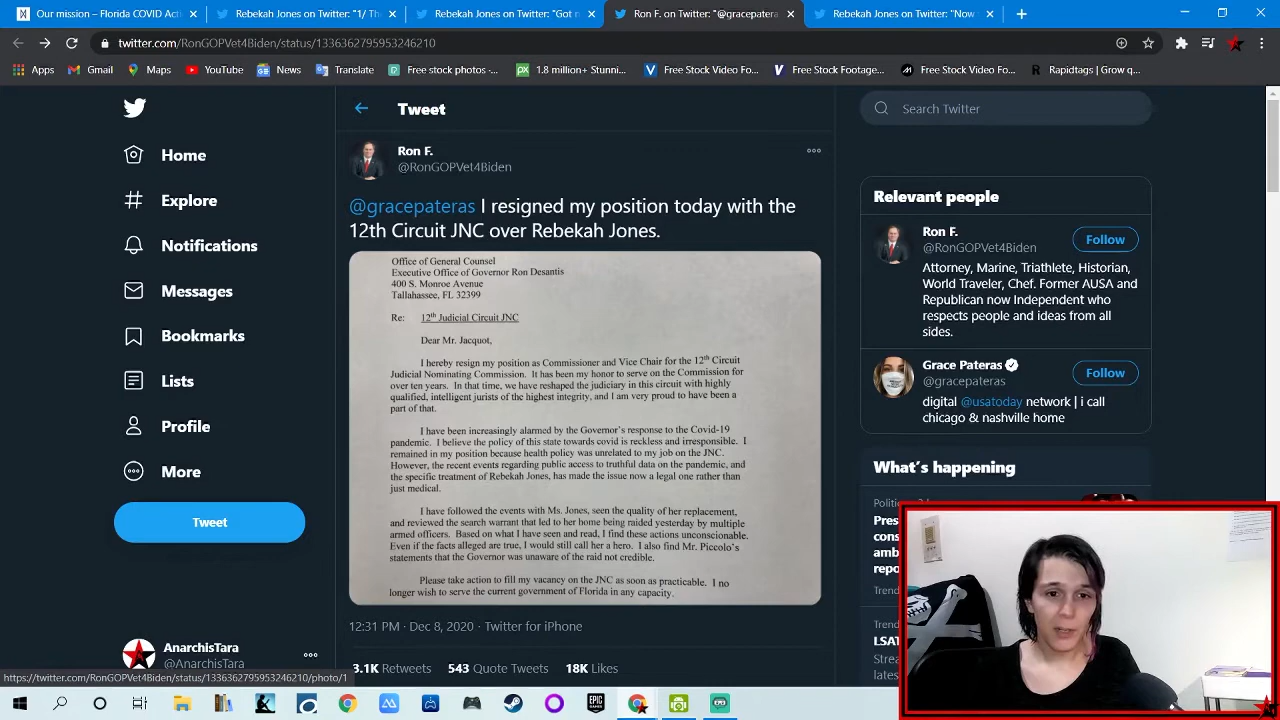 Our mission – Florida COVID Act
Rebekah Jones on Twitter: "1/ The
Rebekah Jones on Twitter: "Got n
Ron F. on Twitter: "@gracepatera
Rebekah Jones on Twitter: "Now
twitter.com/RonGOPVet4Biden/status/1336362795953246210
Apps
Gmail
Maps
YouTube
News
Translate
Free stock photos -...
1.8 million+ Stunni...
Free Stock Video Fo...
Free Stock Footage...
Free Stock Video Fo...
Rapidtags | Grow q...
Home
Explore
Notifications
Messages
Bookmarks
Lists
Profile
More
Tweet
AnarchisTara
@AnarchisTara
https://twitter.com/RonGOPVet4Biden/status/1336362795953246210/photo/1
Tweet
Ron F.
@RonGOPVet4Biden
@gracepateras I resigned my position today with the
12th Circuit JNC over Rebekah Jones.
Office of General Counsel
Executive Office of Governor Ron Desantis
400 S. Monroe Avenue
Tallahassee, FL 32399
Re: 12th Judicial Circuit JNC
Dear Mr. Jacquot,
I hereby resign my position as Commissioner and Vice Chair for the 12th Circuit
Judicial Nominating Commission. It has been my honor to serve on the Commission for
over ten years. In that time, we have reshaped the judiciary in this circuit with highly
qualified, intelligent jurists of the highest integrity, and I am very proud to have been a
part of that.
I have been increasingly alarmed by the Governor's response to the Covid-19
pandemic. I believe the policy of this state towards covid is reckless and irresponsible. I
remained in my position because health policy was unrelated to my job on the JNC.
However, the recent events regarding public access to truthful data on the pandemic, and
the specific treatment of Rebekah Jones, has made the issue now a legal one rather than
just medical.
I have followed the events with Ms. Jones, seen the quality of her replacement,
and reviewed the search warrant that led to her home being raided yesterday by multiple
armed officers. Based on what I have seen and read, I find these actions unconscionable.
Even if the facts alleged are true, I would still call her a hero. I also find Mr. Piccolo's
statements that the Governor was unaware of the raid not credible.
Please take action to fill my vacancy on the JNC as soon as practicable. I no
longer wish to serve the current government of Florida in any capacity.
12:31 PM · Dec 8, 2020 · Twitter for iPhone
3.1K Retweets 543 Quote Tweets 18K Likes
Search Twitter
Relevant people
Ron F.
@RonGOPVet4Biden
Follow
Attorney, Marine, Triathlete, Historian,
World Traveler, Chef. Former AUSA and
Republican now Independent who
respects people and ideas from all
sides.
Grace Pateras
@gracepateras
Follow
digital @usatoday network | i call
chicago & nashville home
What's happening
Pres
cons
amb
repo
Trend
Trend
LSAT
Strea
latest
EPIC
GAMES